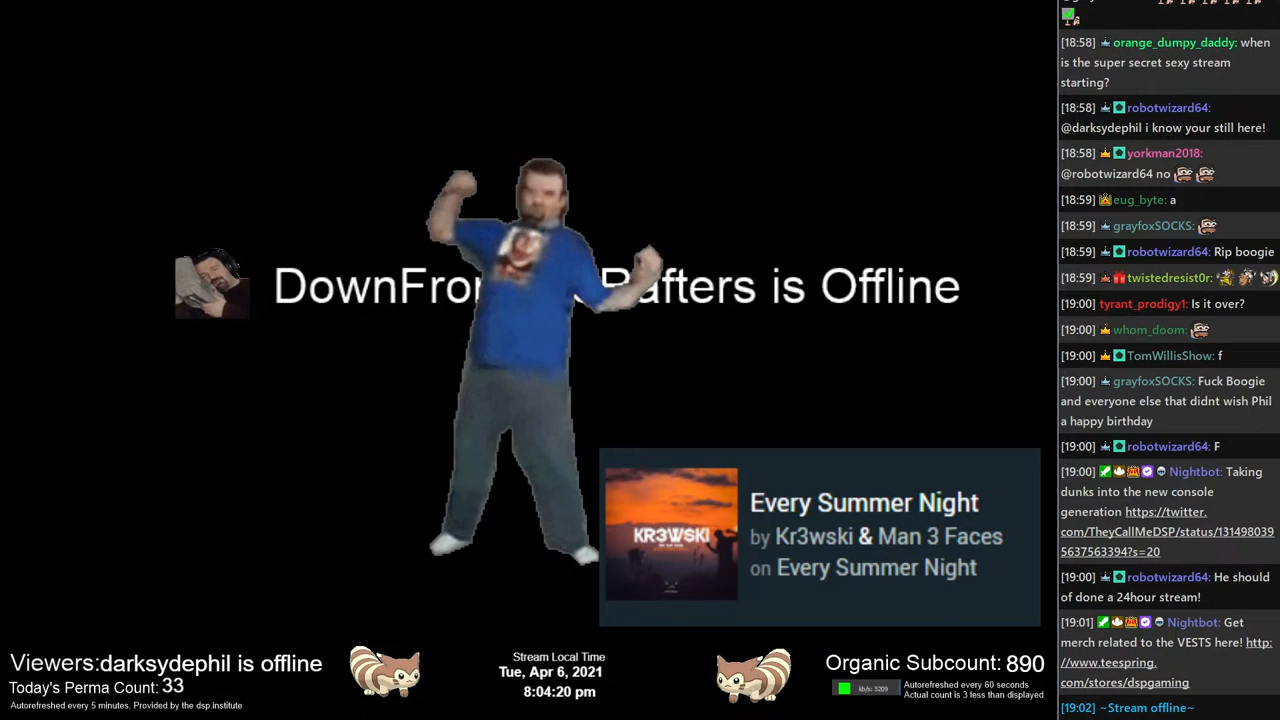 DownFro Rafters is Offline
KR3WSKI
Every Summer Night
by Kr3wski & Man 3 Faces
on Every Summer Night
Viewers:darksydephil is offline
Today's Perma Count: 33
Autorefreshed every 5 minutes, Provided by the dsp institute
Stream Local Time
Tue, Apr 6, 2021
8:04:20 pm
Organic Subcount: 890
kb/s: 5209
Autorefreshed every 60 seconds
Actual count is 3 less than displayed
[18:58] orange_dumpy_daddy: when
is the super secret sexy stream
starting?
[18:58] robotwizard64:
@darksydephil i know your still here!
[18:58] yorkman2018:
@robotwizard64 no
[18:59] eug_byte: a
[18:59] grayfoxSOCKS:
[18:59] robotwizard64: Rip boogie
[18:59] twistedresist0r:
[19:00] tyrant_prodigy1: Is it over?
[19:00] whom_doom:
[19:00] TomWillisShow: f
[19:00] grayfoxSOCKS: Fuck Boogie
and everyone else that didnt wish Phil
a happy birthday
[19:00] robotwizard64: F
[19:00] Nightbot: Taking
dunks into the new console
generation https://twitter.
com/TheyCallMeDSP/status/131498039
5637563394?s=20
[19:00] robotwizard64: He should
of done a 24hour stream!
[19:01] Nightbot: Get
merch related to the VESTS here! http:
//www.teespring.
com/stores/dspgaming
[19:02] ~Stream offline~